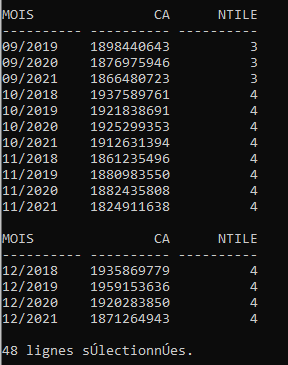 MOIS CA NTILE
---------- ---------- ----------
09/2019 1898440643 3
09/2020 1876975946 3
09/2021 1866480723 3
10/2018 1937589761 4
10/2019 1921838691 4
10/2020 1925299353 4
10/2021 1912631394 4
11/2018 1861235496 4
11/2019 1880983550 4
11/2020 1882435808 4
11/2021 1824911638 4
MOIS CA NTILE
---------- ---------- ----------
12/2018 1935869779 4
12/2019 1959153636 4
12/2020 1920283850 4
12/2021 1871264943 4
48 lignes sÚlectionnÚes.